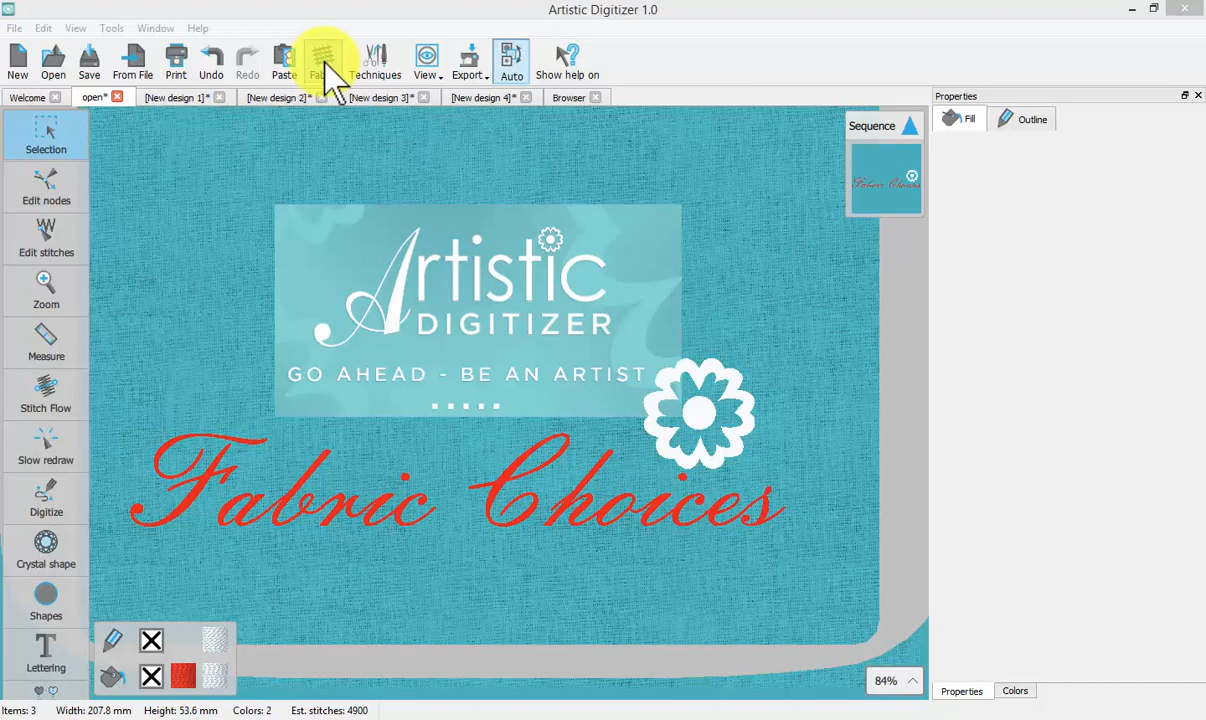 Artistic Digitizer 1.0
File Edit View Tools Window Help
New Open Save From File Print Undo Redo Paste Techniques View Export Auto Show help on
Welcome open* [New design 1]* [New design 2]* [New design 3]* [New design 4]* Browser
Properties
Fill Outline
Sequence
Selection
Edit nodes
Edit stitches
Zoom
Measure
Stitch Flow
Slow redraw
Digitize
Crystal shape
Shapes
Lettering
Artistic
DIGITIZER
GO AHEAD - BE AN ARTIST
Fabric Choices
Fabric Choices
84%
Properties Colors
Items: 3 Width: 207.8 mm Height: 53.6 mm Colors: 2 Est. stitches: 4900